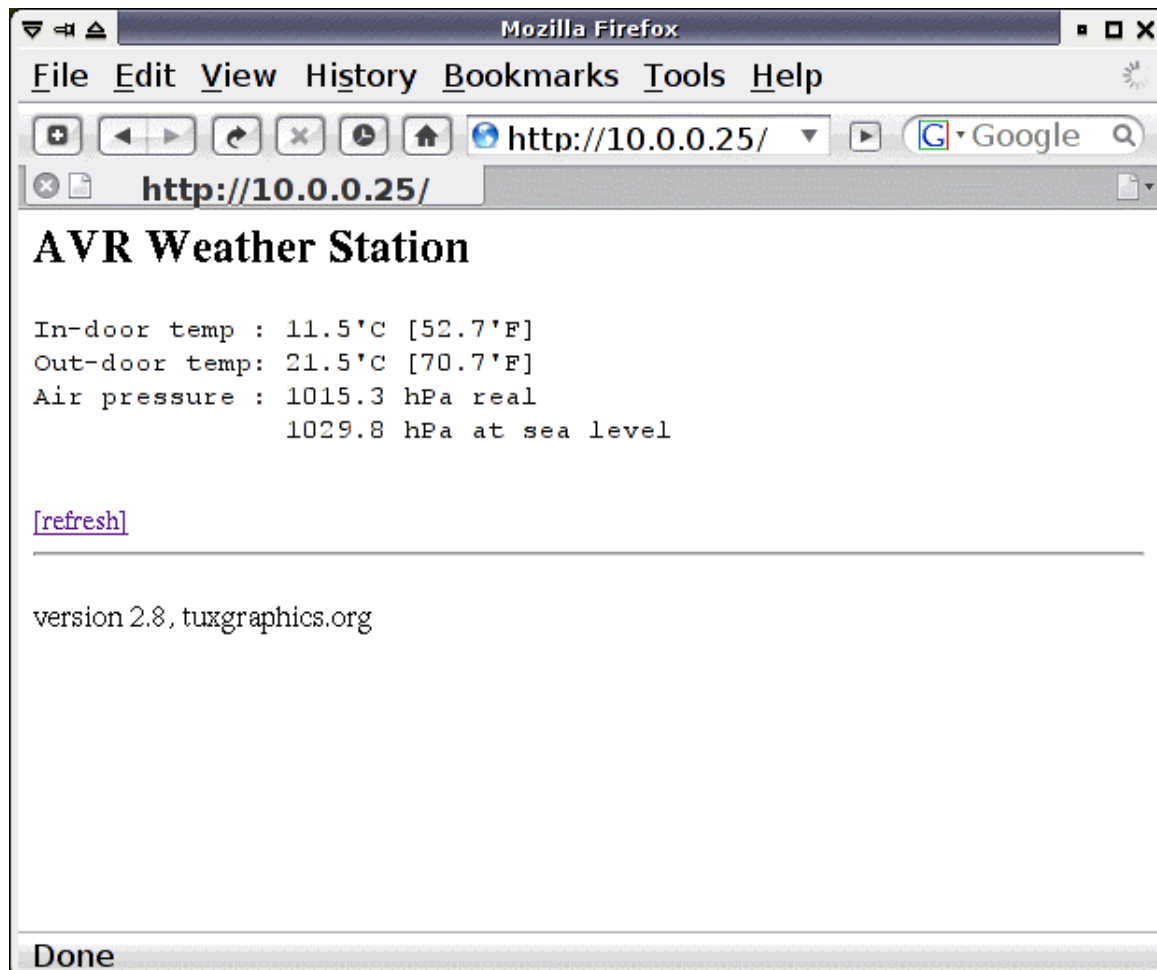 Mozilla Firefox
File Edit View History Bookmarks Tools Help
http://10.0.0.25/ G Google
http://10.0.0.25/
AVR Weather Station
In-door temp : 11.5'C [52.7'F]
Out-door temp: 21.5'C [70.7'F]
Air pressure : 1015.3 hPa real
1029.8 hPa at sea level
[refresh]
version 2.8, tuxgraphics.org
Done